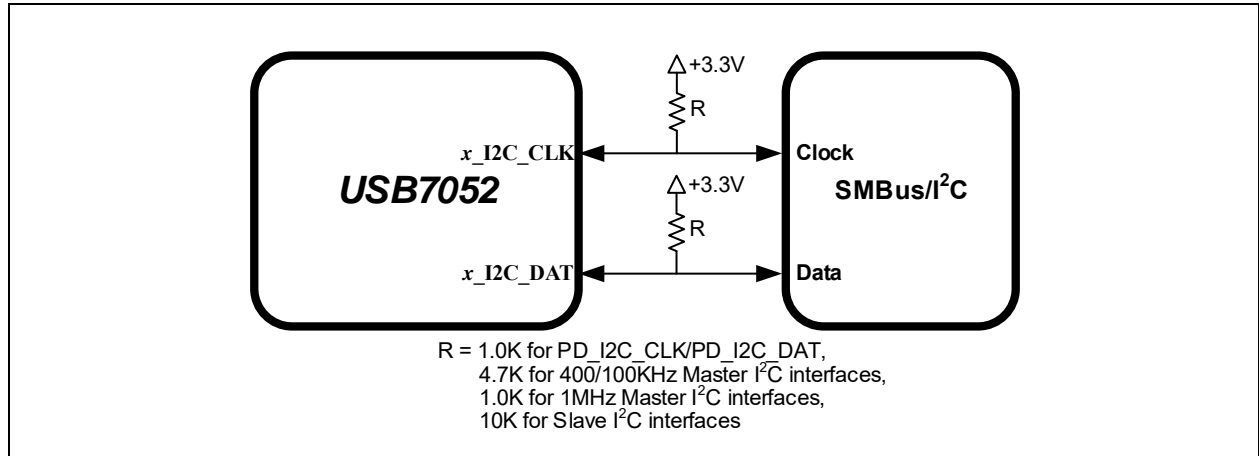 +3.3V
R
x_I2C_CLK
Clock
USB7052
+3.3V
SMBus/I²C
R
x_I2C_DAT
Data
R = 1.0K for PD_I2C_CLK/PD_I2C_DAT,
4.7K for 400/100KHz Master I²C interfaces,
1.0K for 1MHz Master I²C interfaces,
10K for Slave I²C interfaces